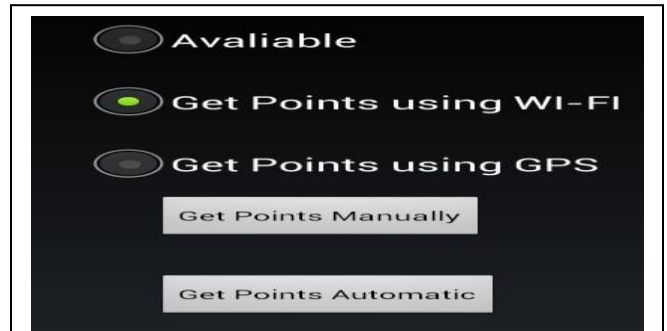 Avaliable
Get Points using WI-FI
Get Points using GPS
Get Points Manually
Get Points Automatic